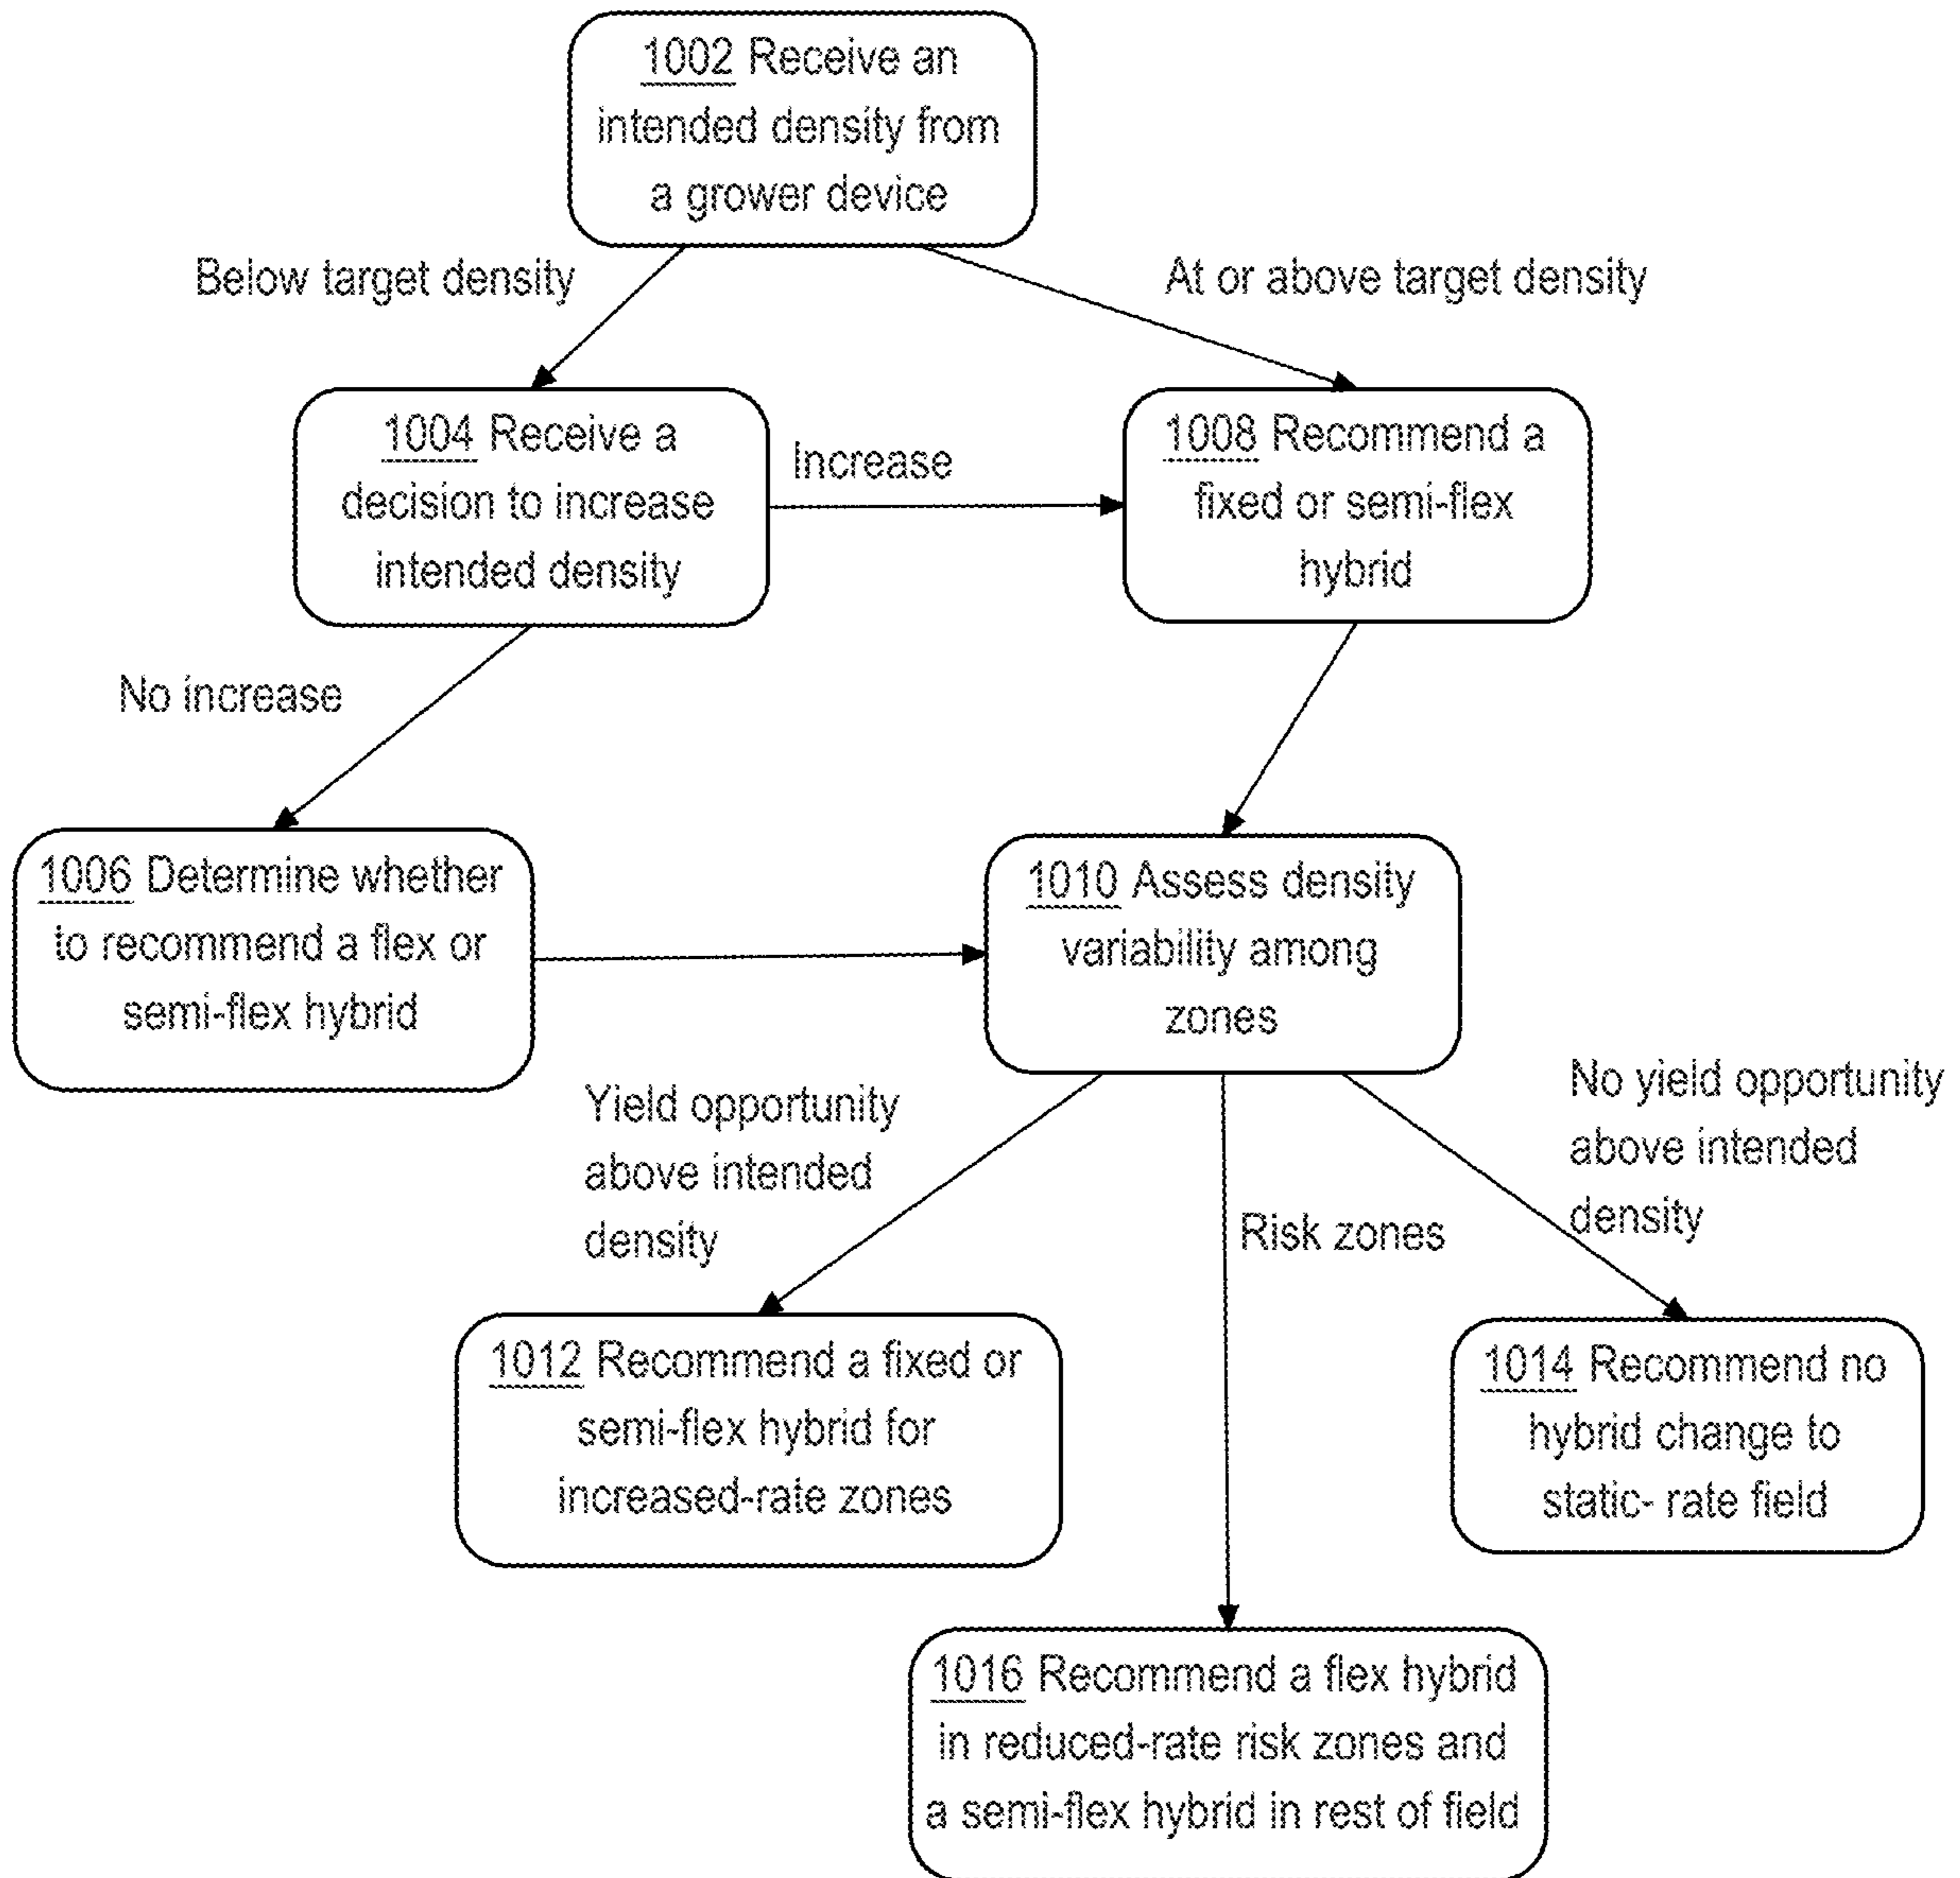 1002 Receive an
intended density from
a grower device
Below target density
At or above target density
1004 Receive a
decision to increase
intended density
Increase
1008 Recommend a
fixed or semi-flex
hybrid
No increase
1006 Determine whether
to recommend a flex or
semi-flex hybrid
1010 Assess density
variability among
zones
Yield opportunity
above intended
density
Risk zones
No yield opportunity
above intended
density
1012 Recommend a fixed or
semi-flex hybrid for
increased-rate zones
1014 Recommend no
hybrid change to
static- rate field
1016 Recommend a flex hybrid
in reduced-rate risk zones and
a semi-flex hybrid in rest of field